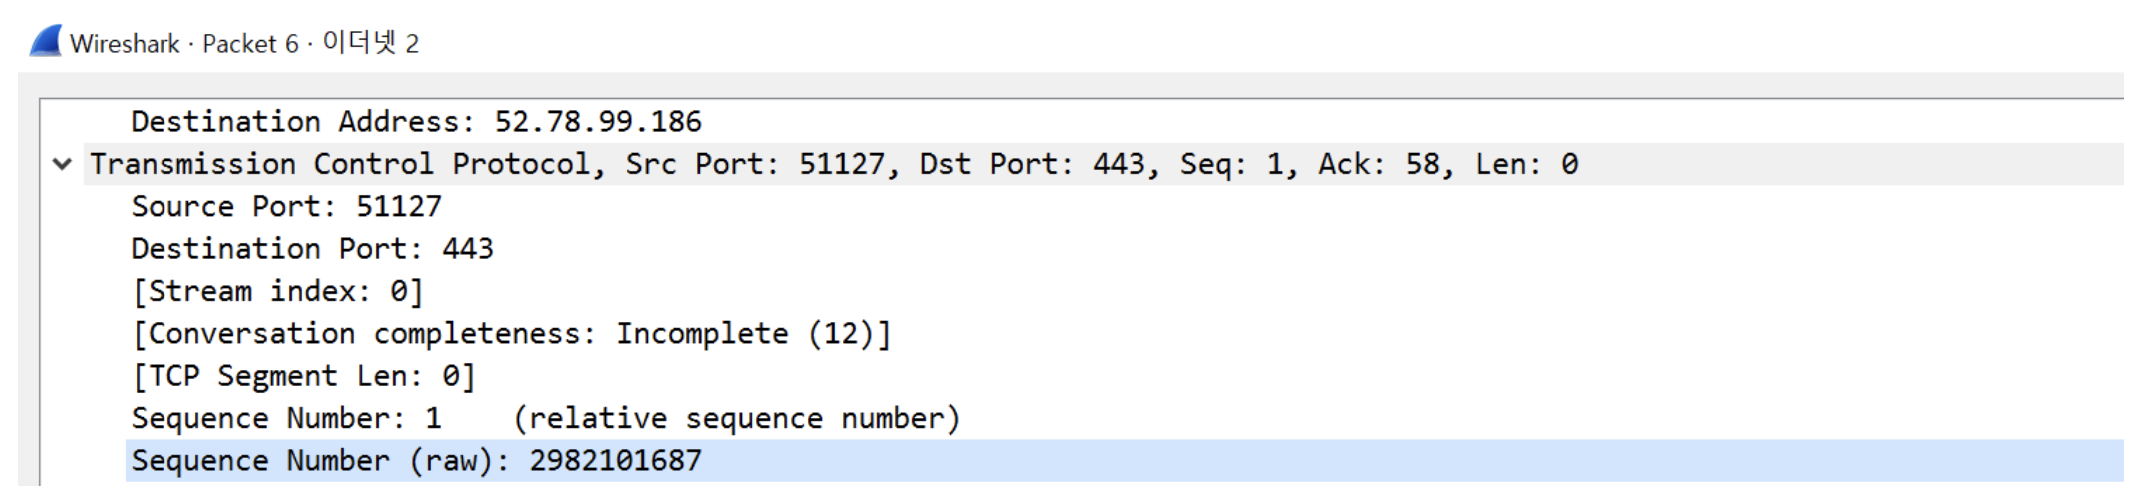 Wireshark · Packet 6 · 이더넷 2
Destination Address: 52.78.99.186
Transmission Control Protocol, Src Port: 51127, Dst Port: 443, Seq: 1, Ack: 58, Len: 0
Source Port: 51127
Destination Port: 443
[Stream index: 0]
[Conversation completeness: Incomplete (12)]
[TCP Segment Len: 0]
Sequence Number: 1    (relative sequence number)
Sequence Number (raw): 2982101687